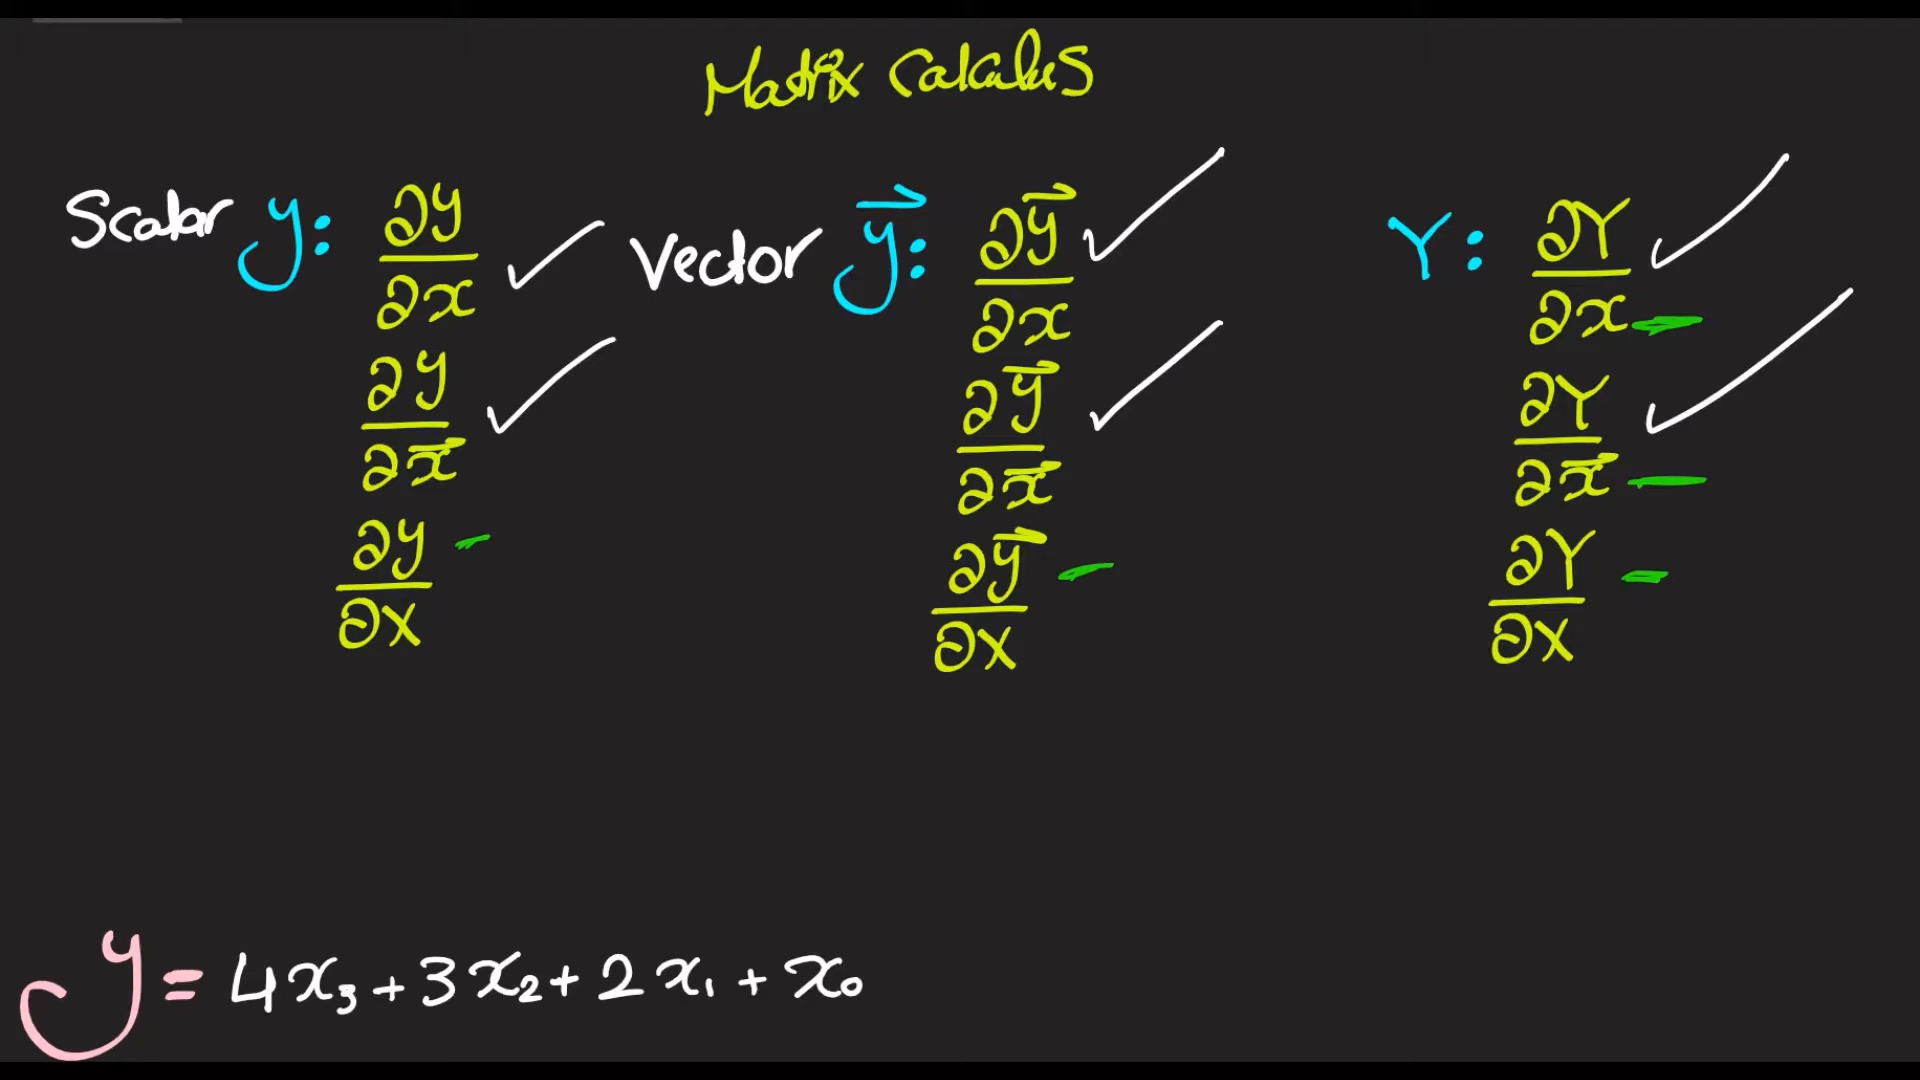 Matrix Calculus
Scalar y: ∂y/∂x
∂y/∂x⃗
∂y/∂X
Vector y⃗: ∂y⃗/∂x
∂y⃗/∂x⃗
∂y⃗/∂X
Y: ∂Y/∂x
∂Y/∂x⃗
∂Y/∂X
y = 4x₃ + 3x₂ + 2x₁ + x₀